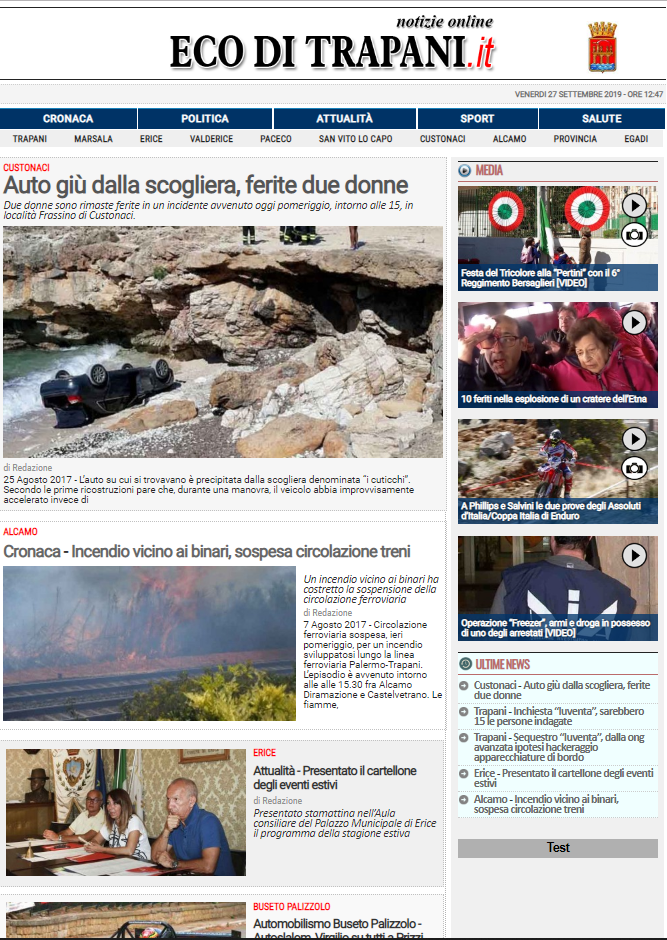 notizie online
ECO DI TRAPANI.it
VENERDI 27 SETTEMBRE 2019 - ORE 12:47
CRONACA POLITICA ATTUALITÀ SPORT SALUTE
TRAPANI MARSALA ERICE VALDERICE PACECO SAN VITO LO CAPO CUSTONACI ALCAMO PROVINCIA EGADI
CUSTONACI
Auto giù dalla scogliera, ferite due donne
Due donne sono rimaste ferite in un incidente avvenuto oggi pomeriggio, intorno alle 15, in
località Frassino di Custonaci.
di Redazione
25 Agosto 2017 - L'auto su cui si trovavano è precipitata dalla scogliera denominata "i cuticchi".
Secondo le prime ricostruzioni pare che, durante una manovra, il veicolo abbia improvvisamente
accelerato invece di
ALCAMO
Cronaca - Incendio vicino ai binari, sospesa circolazione treni
Un incendio vicino ai binari ha
costretto la sospensione della
circolazione ferroviaria
di Redazione
7 Agosto 2017 - Circolazione
ferroviaria sospesa, ieri
pomeriggio, per un incendio
sviluppatosi lungo la linea
ferroviaria Palermo-Trapani.
L'episodio è avvenuto intorno
alle alle 15.30 fra Alcamo
Diramazione e Castelvetrano. Le
fiamme,
ERICE
Attualità - Presentato il cartellone
degli eventi estivi
di Redazione
Presentato stamattina nell'Aula
consiliare del Palazzo Municipale di Erice
il programma della stagione estiva
BUSETO PALIZZOLO
Automobilismo Buseto Palizzolo -
Autoslalom, Virgilio su tutti a Prizzi
MEDIA
Festa del Tricolore alla "Pertini" con il 6°
Reggimento Bersaglieri [VIDEO]
10 feriti nella esplosione di un cratere dell'Etna
A Phillips e Salvini le due prove degli Assoluti
d'Italia/Coppa Italia di Enduro
Operazione "Freezer", armi e droga in possesso
di uno degli arrestati [VIDEO]
ULTIME NEWS
Custonaci - Auto giù dalla scogliera, ferite
due donne
Trapani - Inchiesta "Iuventa", sarebbero
15 le persone indagate
Trapani - Sequestro "Iuventa", dalla ong
avanzata ipotesi hackeraggio
apparecchiature di bordo
Erice - Presentato il cartellone degli eventi
estivi
Alcamo - Incendio vicino ai binari,
sospesa circolazione treni
Test